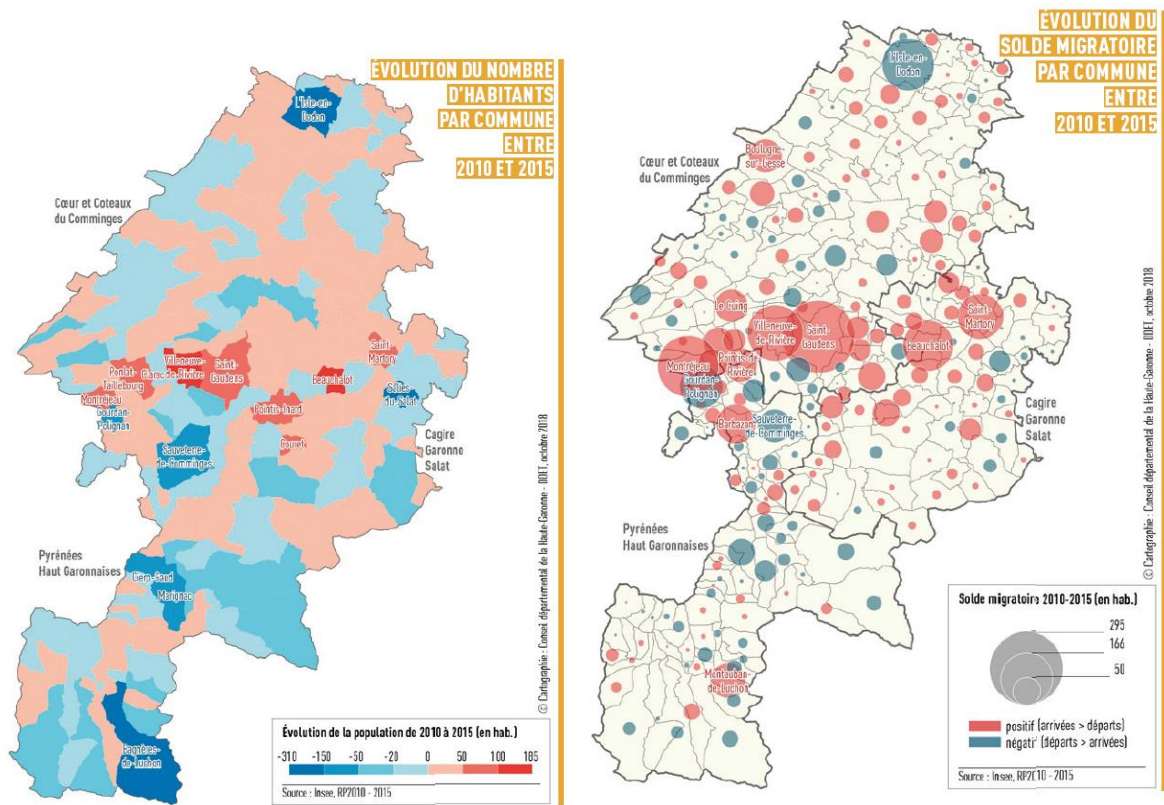 ÉVOLUTION DU NOMBRE
D'HABITANTS
PAR COMMUNE
ENTRE
2010 ET 2015
L'Isle-en-
Dodon
Cœur et Coteaux
du Comminges
Saint-
Martory
Villeneuve-
de-Rivière
Clarac
Saint-
Gaudens
Ponlat-
Taillebourg
Beauchalot
Montréjeau
Gourdan-
Polignan
Salies-
du-Salat
Pointis-Inard
Cagire
Garonne
Salat
Couret
Sauveterre-
de-Comminges
Pyrénées
Haut Garonnaises
Cierp-Gaud
Marignac
Bagnères-
de-Luchon
Évolution de la population de 2010 à 2015 (en hab.)
-310 -150 -50 -20 0 50 100 185
Source : Insee, RP2010 - 2015
© Cartographie : Conseil départemental de la Haute-Garonne - DDET, octobre 2018
ÉVOLUTION DU
SOLDE MIGRATOIRE
PAR COMMUNE
ENTRE
2010 ET 2015
L'Isle-en-
Dodon
Boulogne-
sur-Gesse
Cœur et Coteaux
du Comminges
Le Cuing
Villeneuve-
de-Rivière
Saint-
Gaudens
Saint-
Martory
Beauchalot
Pointis-de-
Rivière
Montréjeau
Gourdan-
Polignan
Barbazan
Sauveterre-
de-Comminges
Cagire
Garonne
Salat
Pyrénées
Haut Garonnaises
Montauban-
de-Luchon
Solde migratoire 2010-2015 (en hab.)
295
166
50
positif (arrivées > départs)
négatif (départs > arrivées)
Source : Insee, RP2010 - 2015
© Cartographie : Conseil départemental de la Haute-Garonne - DDET, octobre 2018